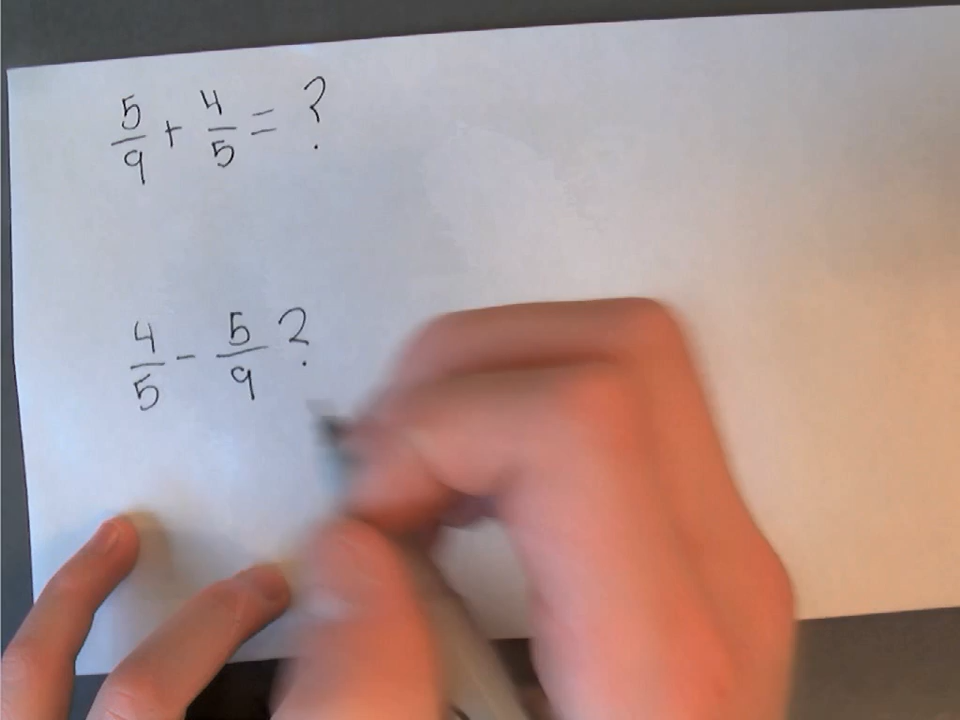 5/9 + 4/5 = ?
4/5 - 5/9 ?